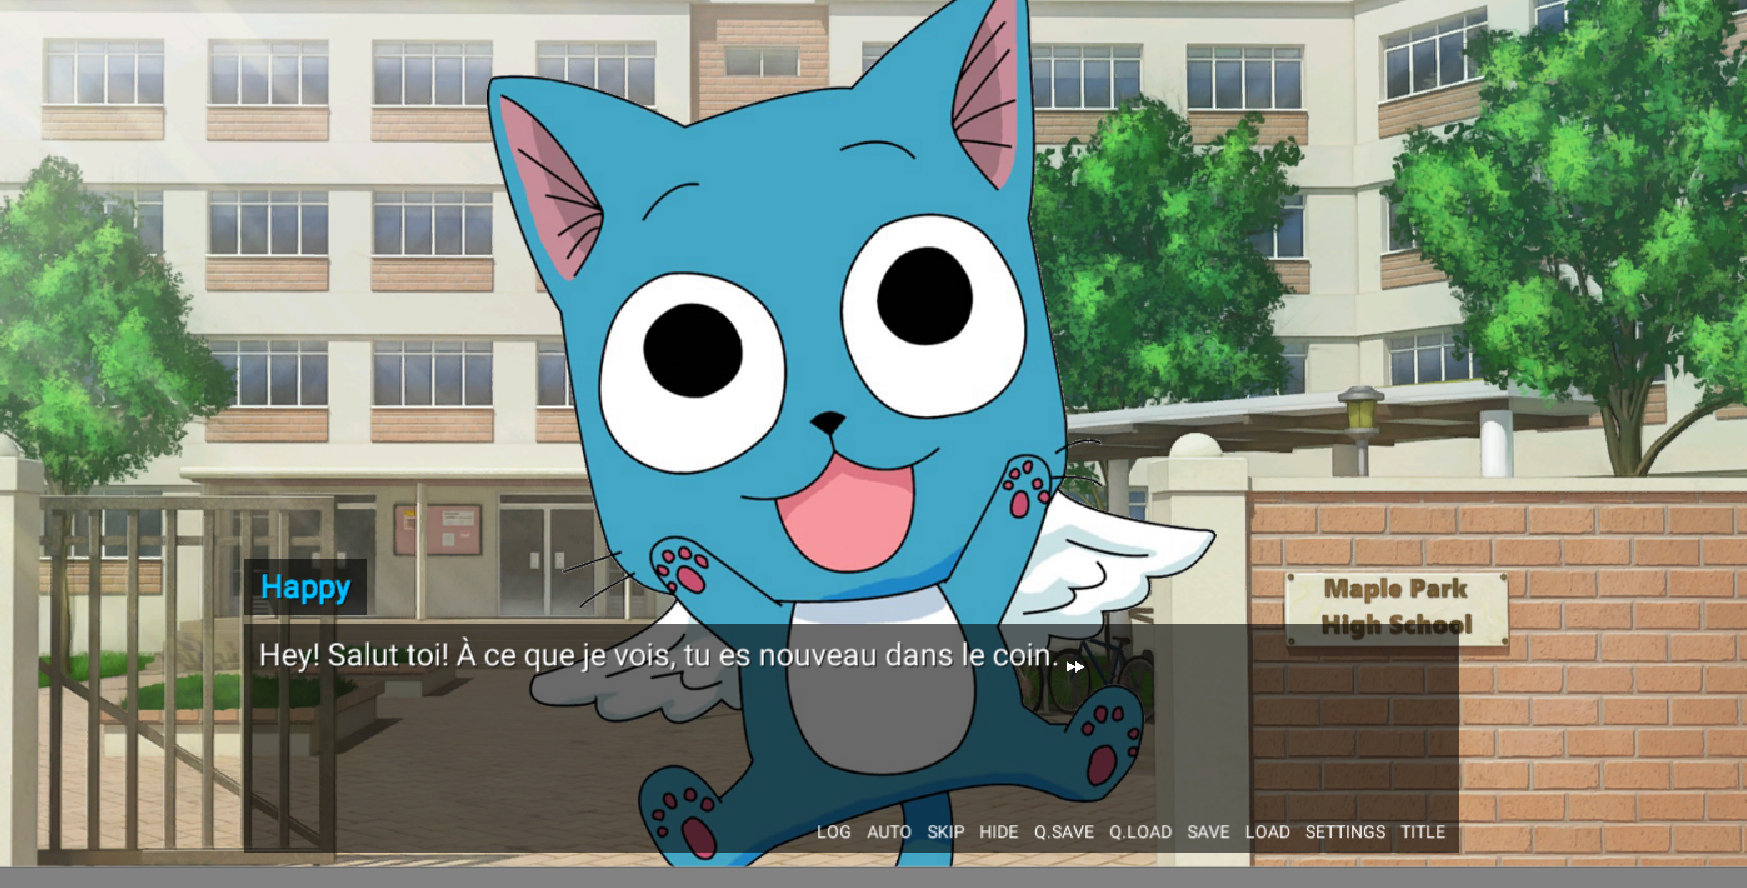 Maple Park
High School
Happy
Hey! Salut toi! À ce que je vois, tu es nouveau dans le coin.
LOG AUTO SKIP HIDE Q.SAVE Q.LOAD SAVE LOAD SETTINGS TITLE